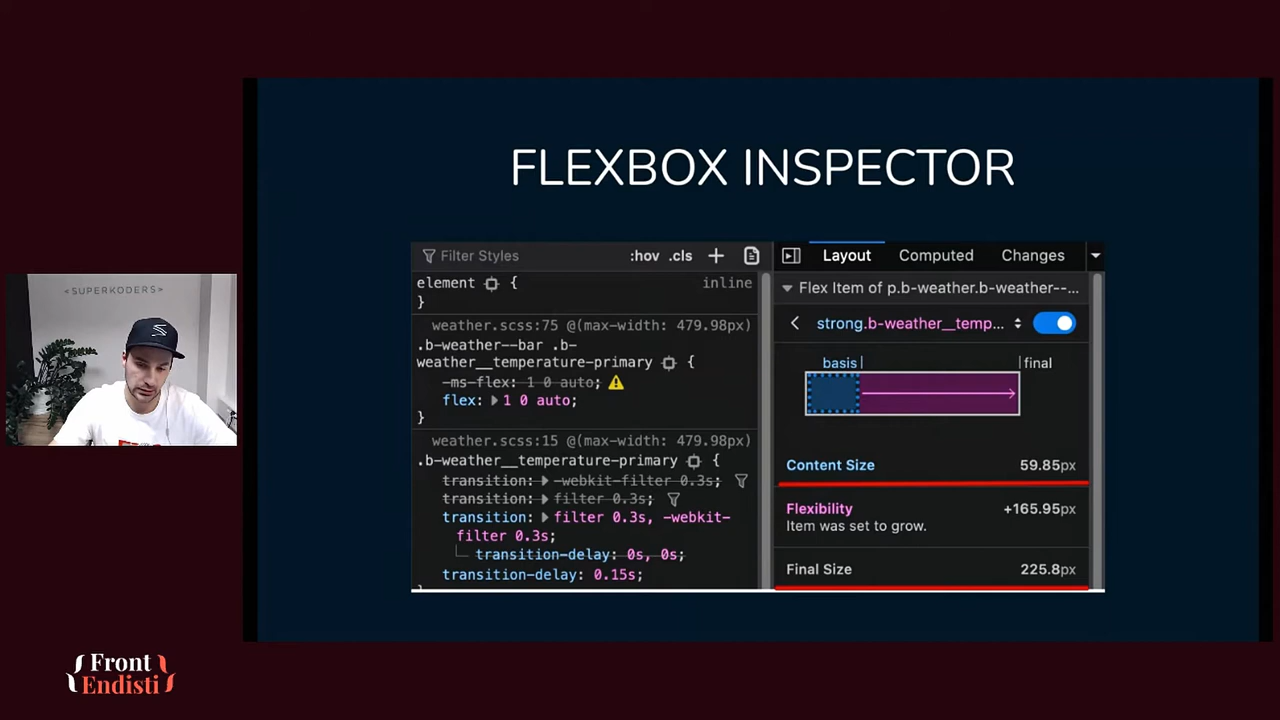 FLEXBOX INSPECTOR
Filter Styles :hov .cls +
element {
inline
}
weather.scss:75 @(max-width: 479.98px)
.b-weather--bar .b-
weather__temperature-primary {
-ms-flex: 1 0 auto;
flex: 1 0 auto;
}
weather.scss:15 @(max-width: 479.98px)
.b-weather__temperature-primary {
transition: -webkit-filter 0.3s;
transition: filter 0.3s;
transition: filter 0.3s, -webkit-
filter 0.3s;
transition-delay: 0s, 0s;
transition-delay: 0.15s;
Layout Computed Changes
Flex Item of p.b-weather.b-weather--...
strong.b-weather__temp...
basis
final
Content Size 59.85px
Flexibility +165.95px
Item was set to grow.
Final Size 225.8px
<SUPERKODERS>
{Front
Endisti}